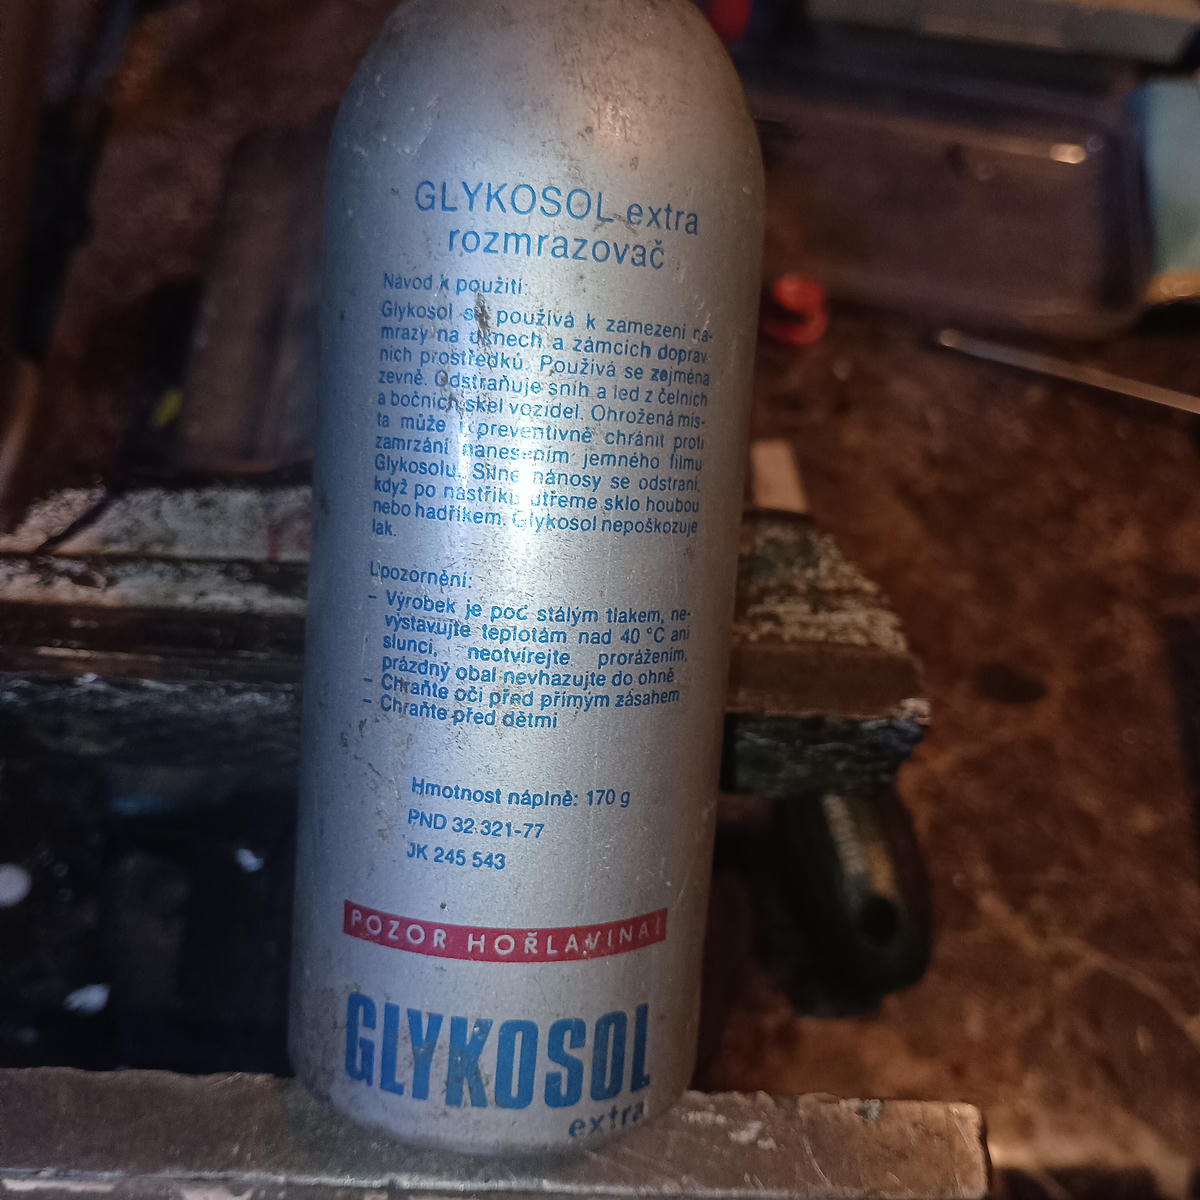 GLYKOSOL extra
rozmrazovač
Návod k použití:
Glykosol se používá k zamezení ná-
mrazy na oknech a zámcích doprav-
ních prostředků. Používá se zejména
zevně. Odstraňuje sníh a led z čelních
a bočních skel vozidel. Ohrožená mís-
ta může preventivně chránit proti
zamrzání nanesením jemného filmu
Glykosolu. Silné nánosy se odstraní,
když po nástřiku utřeme sklo houbou
nebo hadříkem. Glykosol nepoškozuje
lak.
Upozornění:
– Výrobek je pod stálým tlakem, ne-
vystavujte teplotám nad 40 °C ani
slunci, neotvírejte prorážením,
prázdný obal nevhazujte do ohně
– Chraňte oči před přímým zásahem
– Chraňte před dětmi
Hmotnost náplně: 170 g
PND 32-321-77
JK 245 543
POZOR HOŘLAVINA!
GLYKOSOL
extra